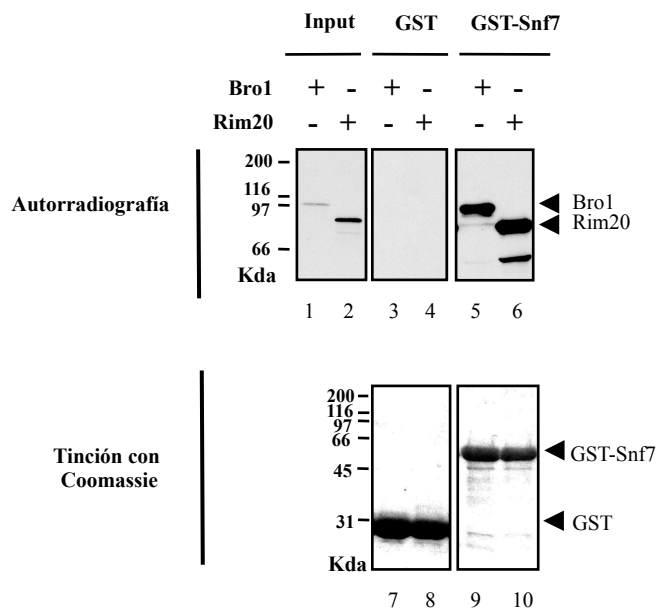 Input GST GST-Snf7
Bro1 + - + - + -
Rim20 - + - + - +
200
116
97
66
Kda
Autorradiografía
Bro1
Rim20
1 2 3 4 5 6
200
116
97
66
45
31
Kda
Tinción con
Coomassie
GST-Snf7
GST
7 8 9 10